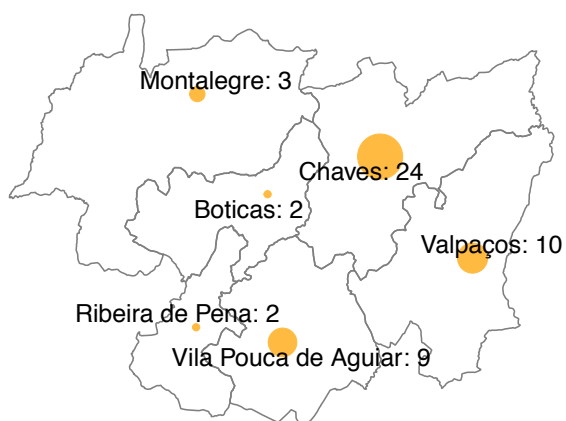 Montalegre: 3
Chaves: 24
Boticas: 2
Valpaços: 10
Ribeira de Pena: 2
Vila Pouca de Aguiar: 9